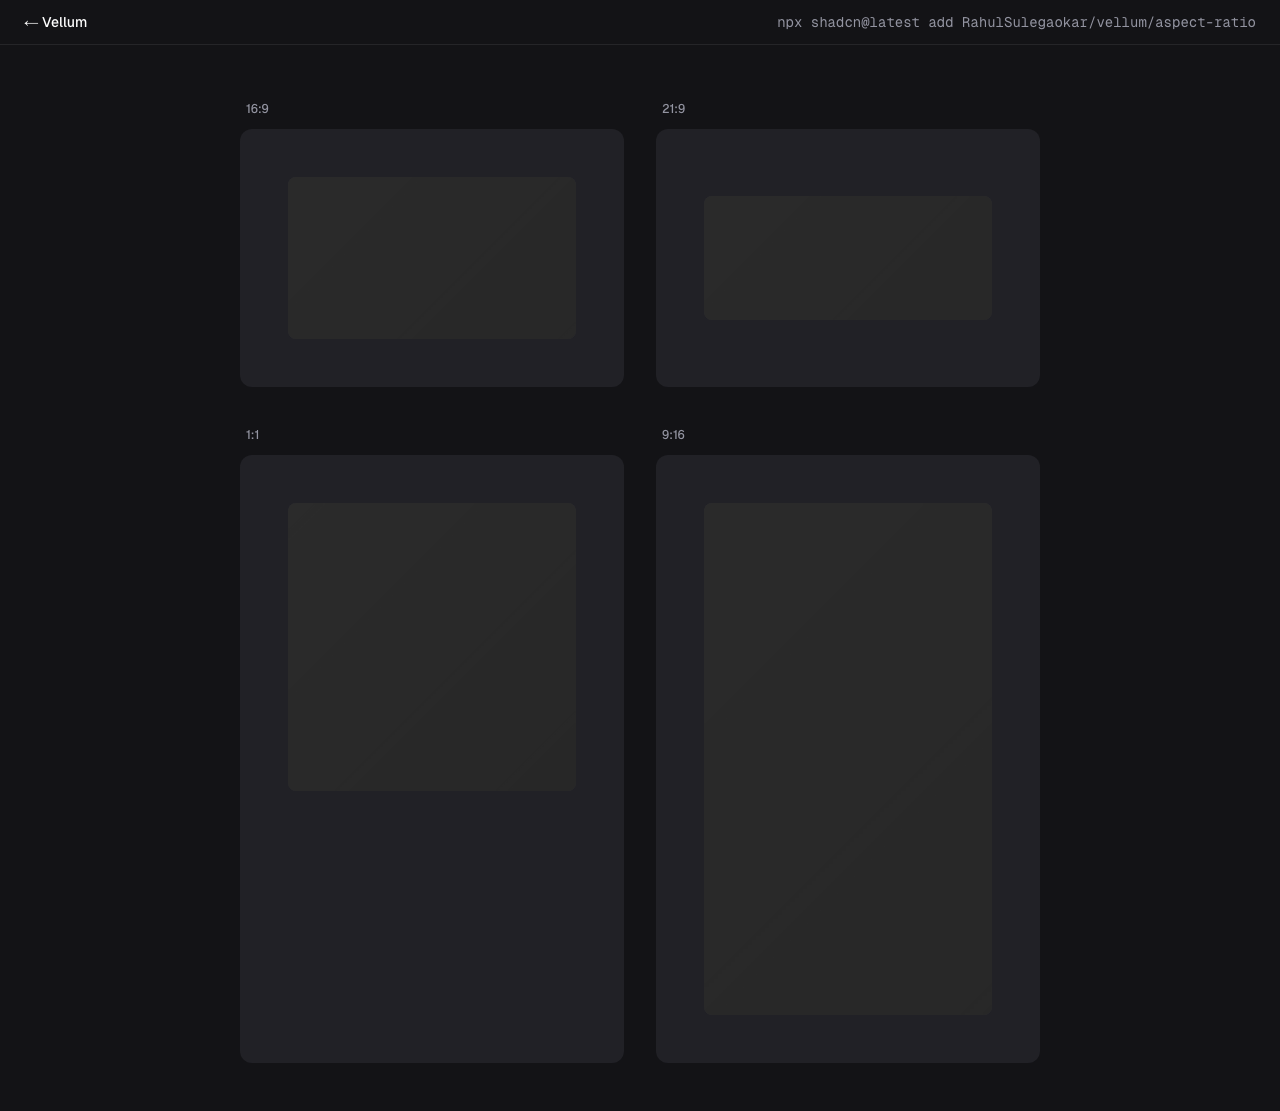 ← Vellum
npx shadcn@latest add RahulSulegaokar/vellum/aspect-ratio
16:9
21:9
1:1
9:16